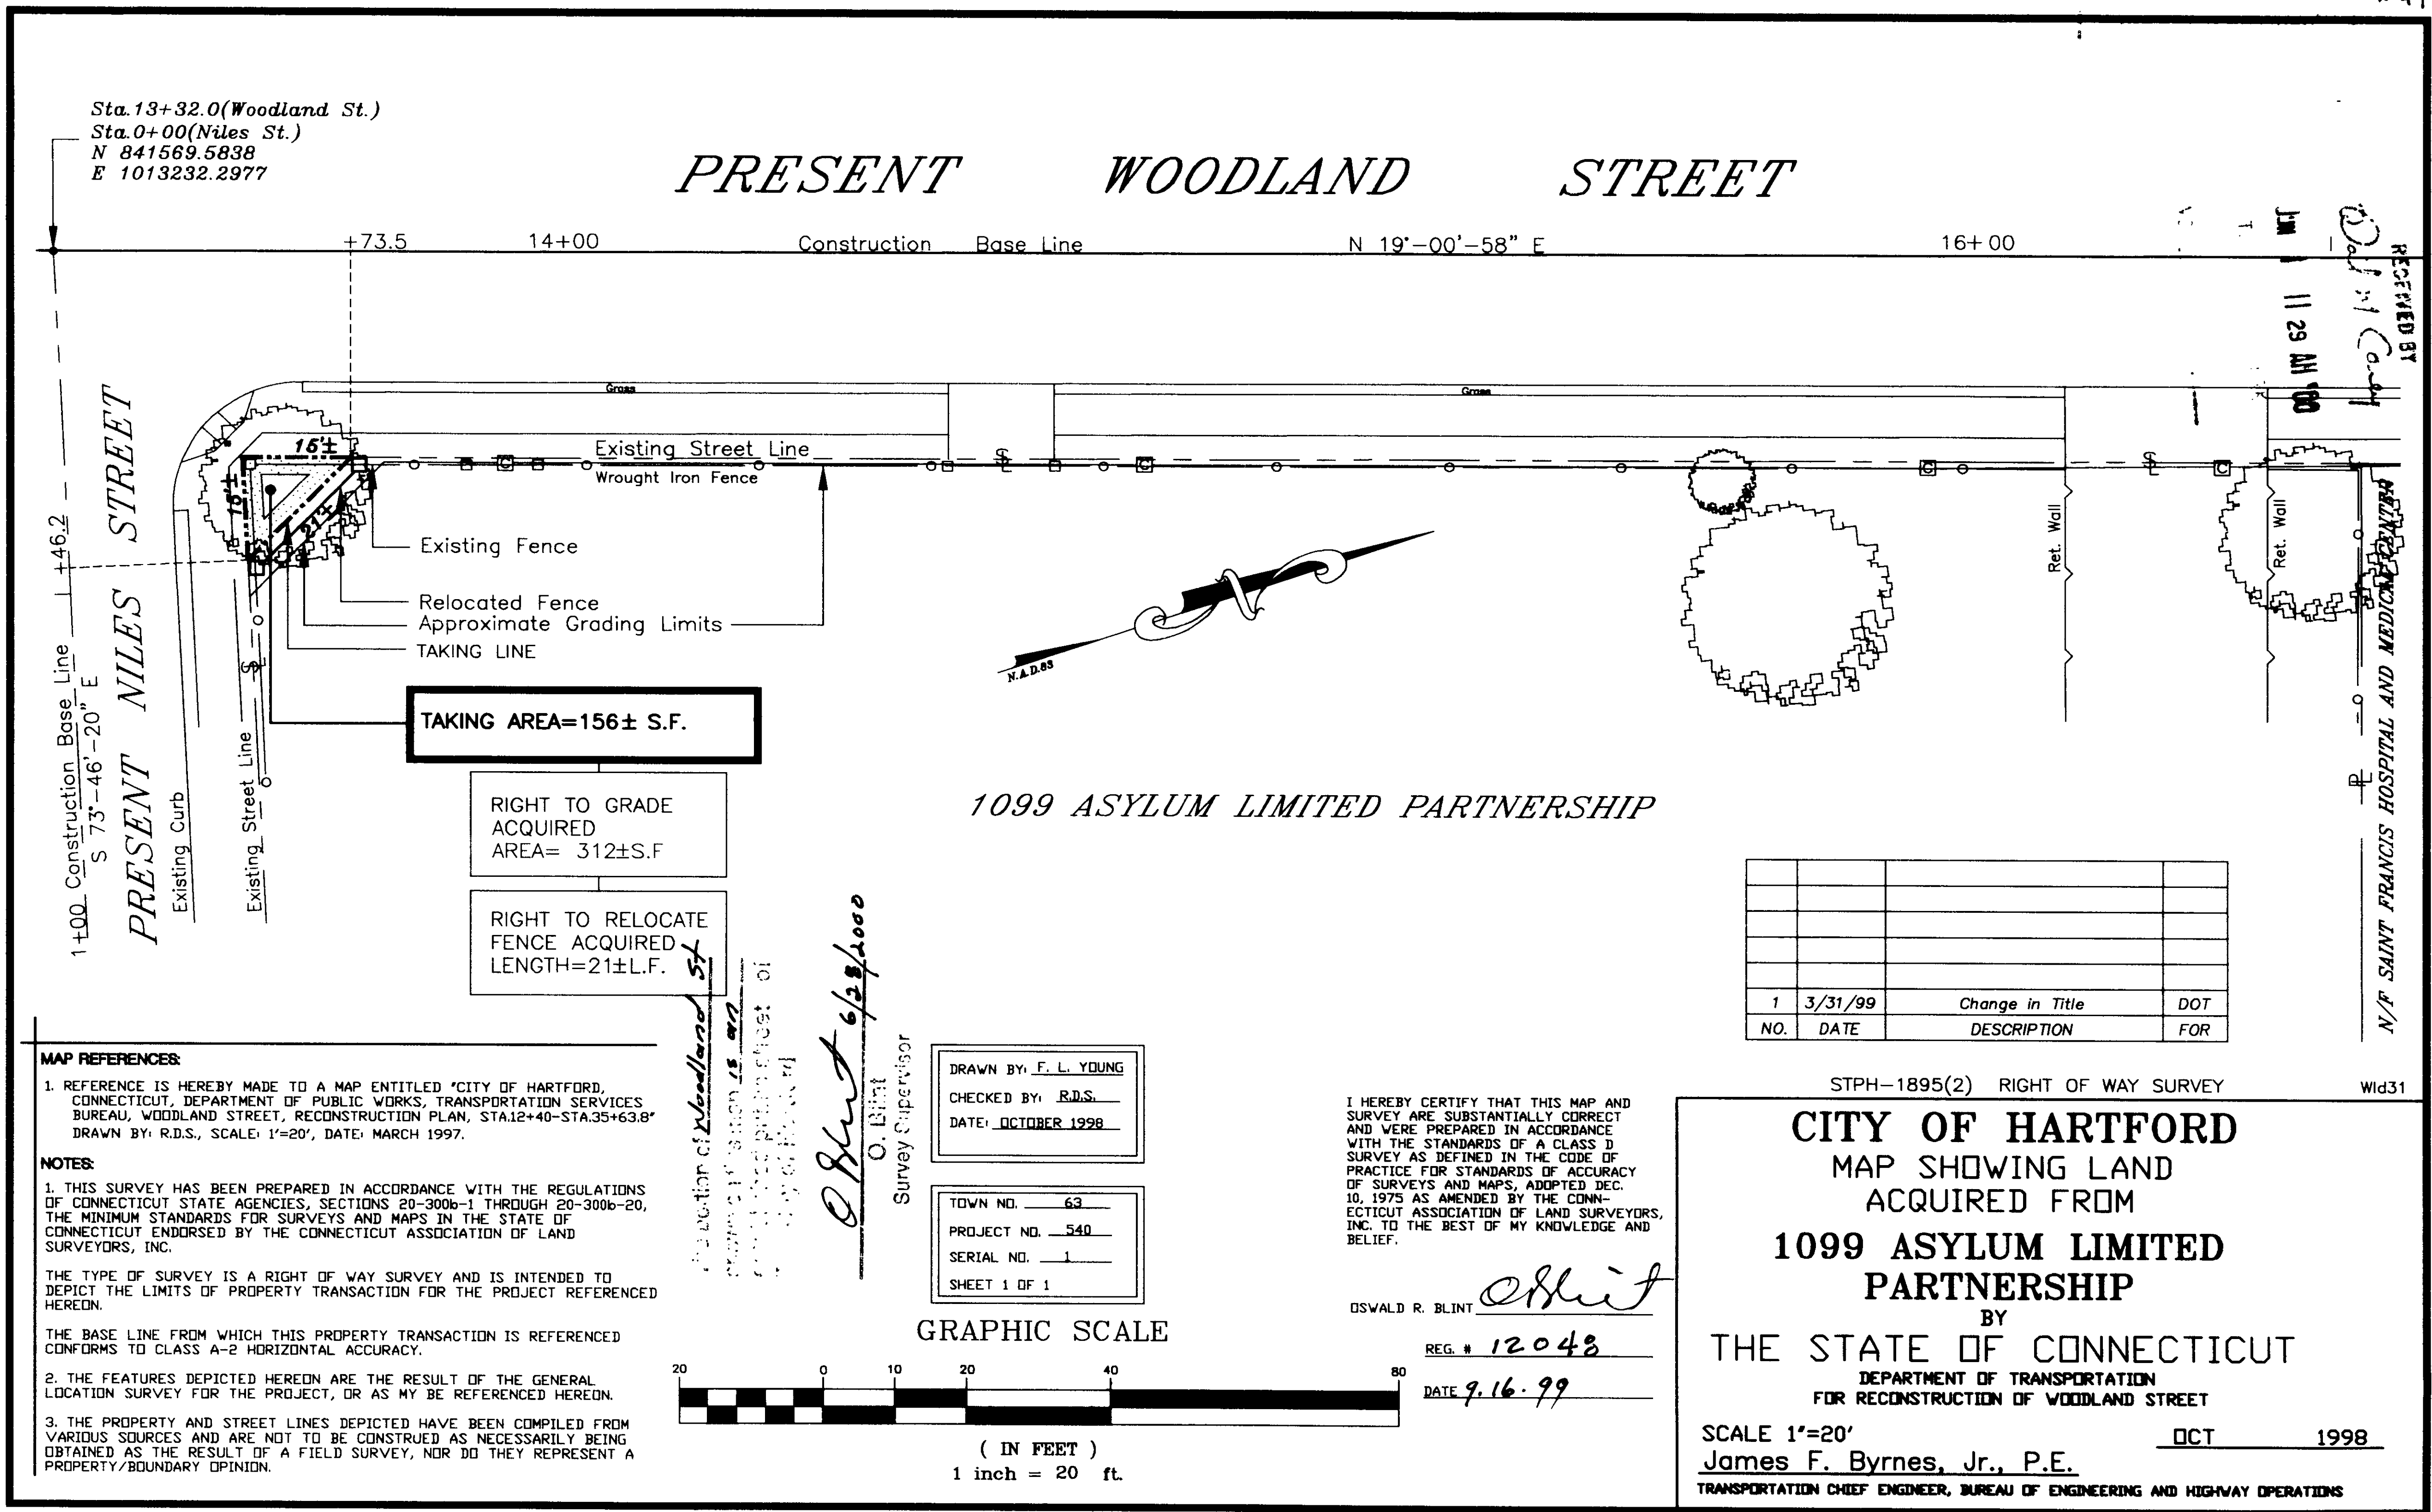 Sta.13+32.0(Woodland St.)
Sta.0+00(Niles St.)
N 841569.5838
E 1013232.2977
PRESENT WOODLAND STREET
+73.5
14+00
Construction Base Line
N 19°-00'-58" E
16+00
RECEIVED BY
11 29 AM '00
Grass
Grass
15'±
15'±
21'±
Existing Street Line
Wrought Iron Fence
Existing Fence
Relocated Fence
Approximate Grading Limits
TAKING LINE
N.A.D.83
Ret. Wall
Ret. Wall
1+00 Construction Base Line +46.2
S 73°-46'-20" E
PRESENT NILES STREET
Existing Curb
Existing Street Line
TAKING AREA=156± S.F.
RIGHT TO GRADE
ACQUIRED
AREA= 312±S.F
RIGHT TO RELOCATE
FENCE ACQUIRED
LENGTH=21±L.F.
1099 ASYLUM LIMITED PARTNERSHIP
N/F SAINT FRANCIS HOSPITAL AND MEDICAL CENTER
1 3/31/99 Change in Title DOT
NO. DATE DESCRIPTION FOR
MAP REFERENCES:
1. REFERENCE IS HEREBY MADE TO A MAP ENTITLED "CITY OF HARTFORD,
CONNECTICUT, DEPARTMENT OF PUBLIC WORKS, TRANSPORTATION SERVICES
BUREAU, WOODLAND STREET, RECONSTRUCTION PLAN, STA.12+40-STA.35+63.8"
DRAWN BY: R.D.S., SCALE: 1"=20', DATE: MARCH 1997.
NOTES:
1. THIS SURVEY HAS BEEN PREPARED IN ACCORDANCE WITH THE REGULATIONS
OF CONNECTICUT STATE AGENCIES, SECTIONS 20-300b-1 THROUGH 20-300b-20,
THE MINIMUM STANDARDS FOR SURVEYS AND MAPS IN THE STATE OF
CONNECTICUT ENDORSED BY THE CONNECTICUT ASSOCIATION OF LAND
SURVEYORS, INC.
THE TYPE OF SURVEY IS A RIGHT OF WAY SURVEY AND IS INTENDED TO
DEPICT THE LIMITS OF PROPERTY TRANSACTION FOR THE PROJECT REFERENCED
HEREON.
THE BASE LINE FROM WHICH THIS PROPERTY TRANSACTION IS REFERENCED
CONFORMS TO CLASS A-2 HORIZONTAL ACCURACY.
2. THE FEATURES DEPICTED HEREON ARE THE RESULT OF THE GENERAL
LOCATION SURVEY FOR THE PROJECT, OR AS MY BE REFERENCED HEREON.
3. THE PROPERTY AND STREET LINES DEPICTED HAVE BEEN COMPILED FROM
VARIOUS SOURCES AND ARE NOT TO BE CONSTRUED AS NECESSARILY BEING
OBTAINED AS THE RESULT OF A FIELD SURVEY, NOR DO THEY REPRESENT A
PROPERTY/BOUNDARY OPINION.
Woodland St
is an
O Blint 6/28/2000
O. Blint
Survey Supervisor
DRAWN BY: F. L. YOUNG
CHECKED BY: R.D.S.
DATE: OCTOBER 1998
TOWN NO. 63
PROJECT NO. 540
SERIAL NO. 1
SHEET 1 OF 1
GRAPHIC SCALE
20 0 10 20 40 80
( IN FEET )
1 inch = 20 ft.
I HEREBY CERTIFY THAT THIS MAP AND
SURVEY ARE SUBSTANTIALLY CORRECT
AND WERE PREPARED IN ACCORDANCE
WITH THE STANDARDS OF A CLASS D
SURVEY AS DEFINED IN THE CODE OF
PRACTICE FOR STANDARDS OF ACCURACY
OF SURVEYS AND MAPS, ADOPTED DEC.
10, 1975 AS AMENDED BY THE CONN-
ECTICUT ASSOCIATION OF LAND SURVEYORS,
INC. TO THE BEST OF MY KNOWLEDGE AND
BELIEF.
OSWALD R. BLINT OBlint
REG. # 12048
DATE 9.16.99
STPH-1895(2) RIGHT OF WAY SURVEY
Wld31
CITY OF HARTFORD
MAP SHOWING LAND
ACQUIRED FROM
1099 ASYLUM LIMITED
PARTNERSHIP
BY
THE STATE OF CONNECTICUT
DEPARTMENT OF TRANSPORTATION
FOR RECONSTRUCTION OF WOODLAND STREET
SCALE 1"=20'
OCT 1998
James F. Byrnes, Jr., P.E.
TRANSPORTATION CHIEF ENGINEER, BUREAU OF ENGINEERING AND HIGHWAY OPERATIONS